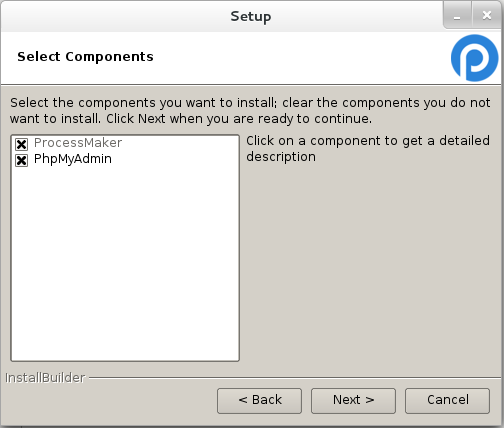 Setup
Select Components
Select the components you want to install; clear the components you do not
want to install. Click Next when you are ready to continue.
ProcessMaker
PhpMyAdmin
Click on a component to get a detailed
description
InstallBuilder
< Back
Next >
Cancel